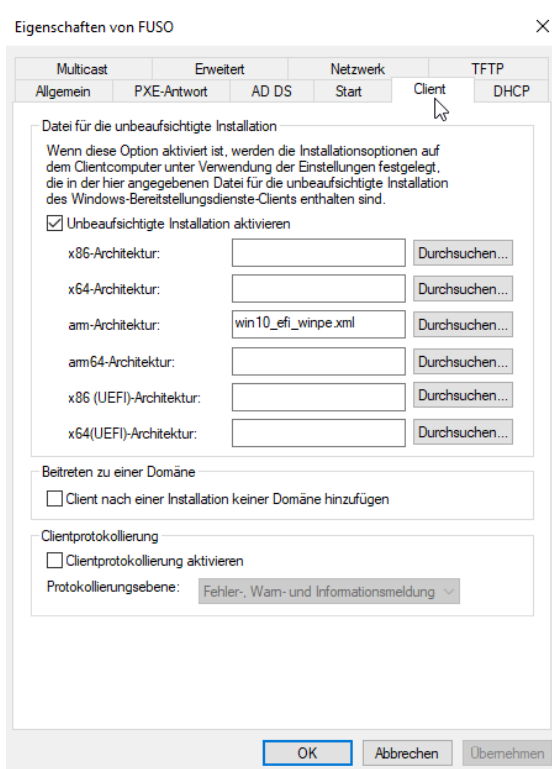 Eigenschaften von FUSO
Multicast Erweitert Netzwerk TFTP
Allgemein PXE-Antwort AD DS Start Client DHCP
Datei für die unbeaufsichtigte Installation
Wenn diese Option aktiviert ist, werden die Installationsoptionen auf
dem Clientcomputer unter Verwendung der Einstellungen festgelegt,
die in der hier angegebenen Datei für die unbeaufsichtigte Installation
des Windows-Bereitstellungsdienste-Clients enthalten sind.
Unbeaufsichtigte Installation aktivieren
x86-Architektur: Durchsuchen...
x64-Architektur: Durchsuchen...
arm-Architektur: win10_efi_winpe.xml Durchsuchen...
arm64-Architektur: Durchsuchen...
x86 (UEFI)-Architektur: Durchsuchen...
x64(UEFI)-Architektur: Durchsuchen...
Beitreten zu einer Domäne
Client nach einer Installation keiner Domäne hinzufügen
Clientprotokollierung
Clientprotokollierung aktivieren
Protokollierungsebene: Fehler-, Warn- und Informationsmeldung
OK Abbrechen Übernehmen